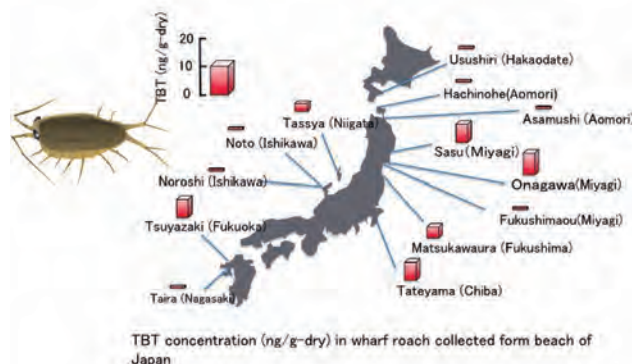 TBT (ng/g-dry)
20
10
0
Usushiri (Hakaodate)
Hachinohe(Aomori)
Asamushi (Aomori)
Tassya (Niigata)
Noto (Ishikawa)
Sasu(Miyagi)
Noroshi (Ishikawa)
Onagawa(Miyagi)
Tsuyazaki (Fukuoka)
Fukushimaou(Miyagi)
Matsukawaura (Fukushima)
Tateyama (Chiba)
Taira (Nagasaki)
TBT concentration (ng/g-dry) in wharf roach collected form beach of
Japan